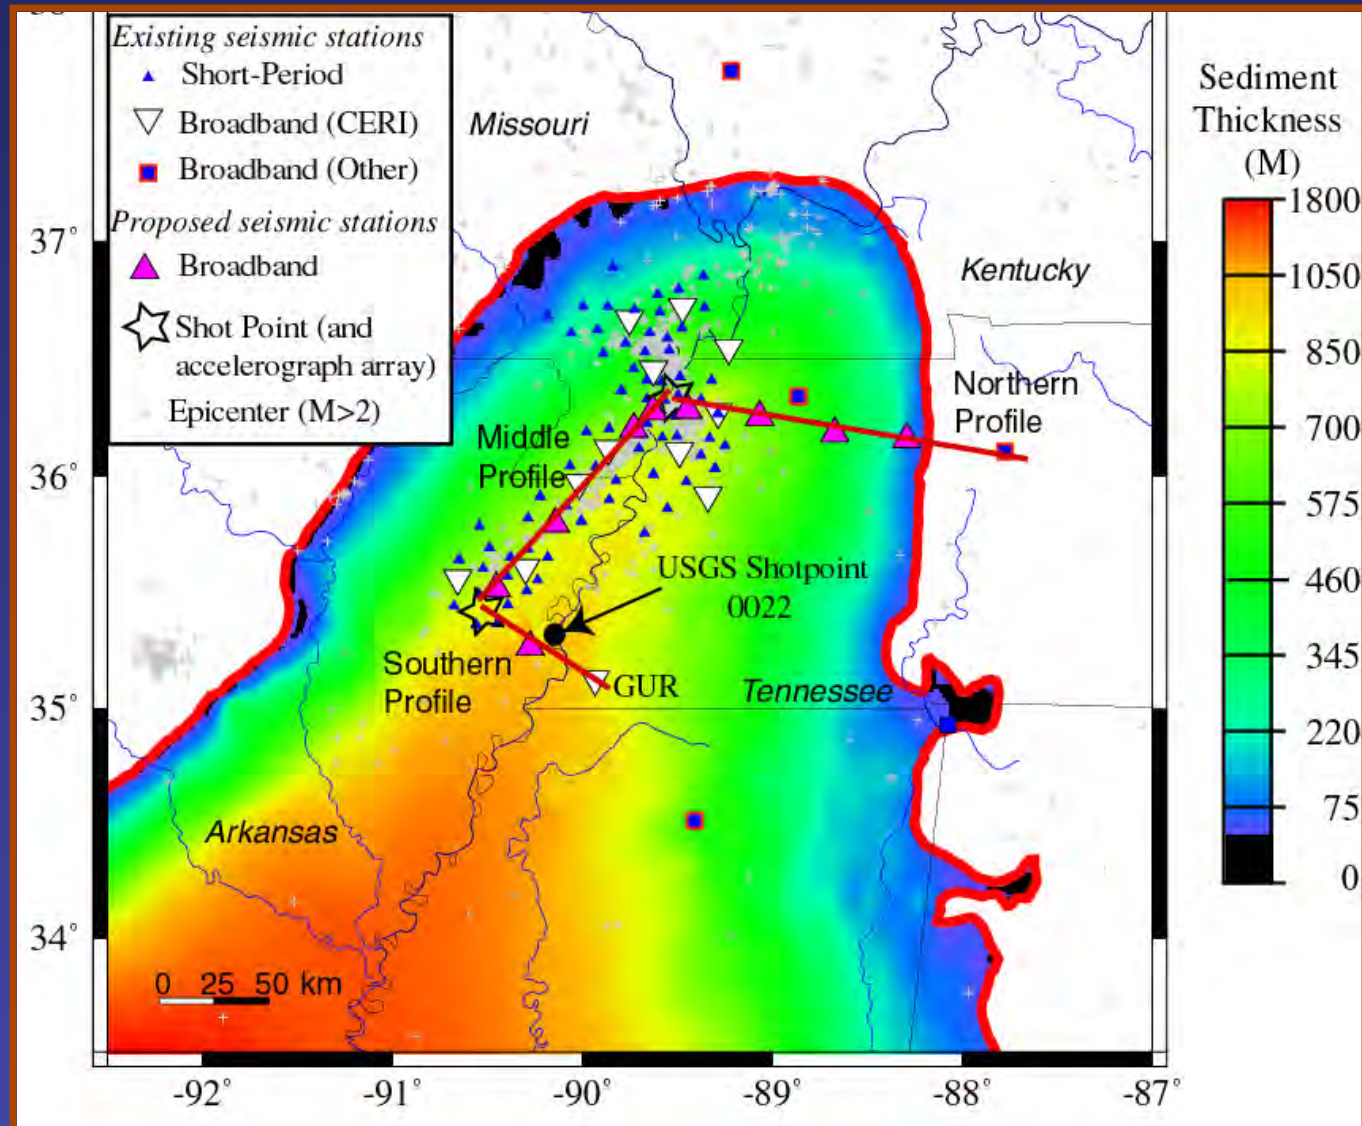 Existing seismic stations
Short-Period
Broadband (CERI)
Broadband (Other)
Proposed seismic stations
Broadband
Shot Point (and
accelerograph array)
Epicenter (M>2)
Missouri
Kentucky
Northern
Profile
Middle
Profile
USGS Shotpoint
0022
Southern
Profile
GUR
Tennessee
Arkansas
0 25 50 km
37°
36°
35°
34°
-92° -91° -90° -89° -88° -87°
Sediment
Thickness
(M)
1800
1050
850
700
575
460
345
220
75
0